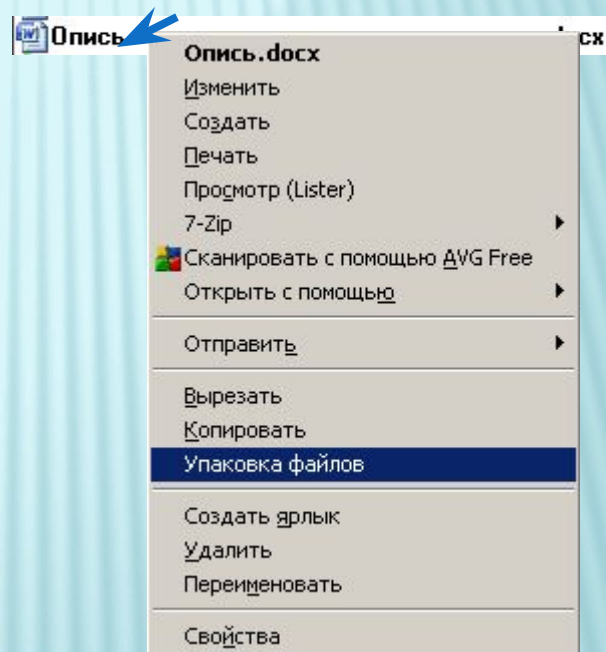 Опись
cx
Опись.docx
Изменить
Создать
Печать
Просмотр (Lister)
7-Zip
Сканировать с помощью AVG Free
Открыть с помощью
Отправить
Вырезать
Копировать
Упаковка файлов
Создать ярлык
Удалить
Переименовать
Свойства